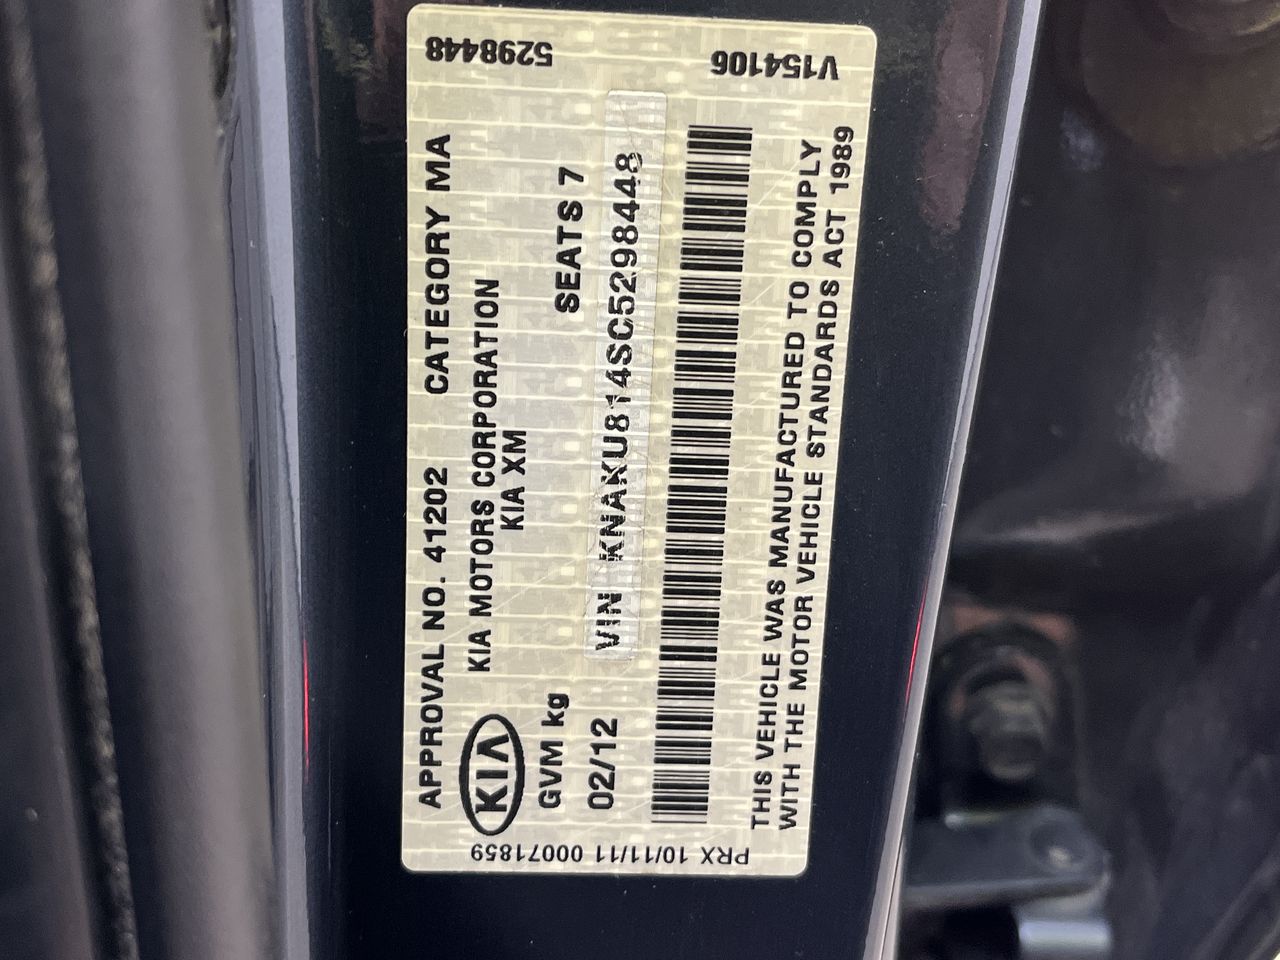 APPROVAL NO. 41202 CATEGORY MA
KIA MOTORS CORPORATION
KIA
KIA XM
GVM kg SEATS 7
02/12 VIN KNAKU814SC5298448
THIS VEHICLE WAS MANUFACTURED TO COMPLY
WITH THE MOTOR VEHICLE STANDARDS ACT 1989
PRX 10/11/11 00071859
5298448
V154106